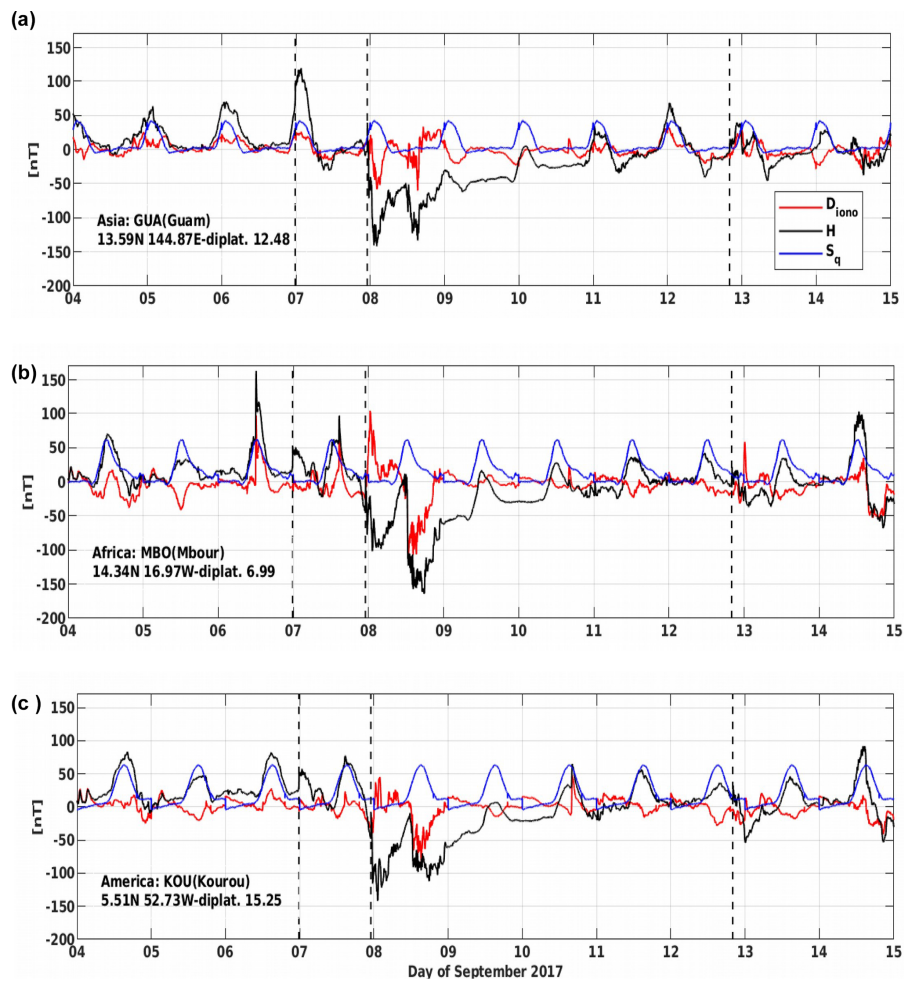 (a)
150
100
50
0
-50
-100
-150
-200
[nT]
Asia: GUA(Guam)
13.59N 144.87E-diplat. 12.48
D_iono
H
S_q
04 05 06 07 08 09 10 11 12 13 14 15
(b)
150
100
50
0
-50
-100
-150
-200
[nT]
Africa: MBO(Mbour)
14.34N 16.97W-diplat. 6.99
04 05 06 07 08 09 10 11 12 13 14 15
(c )
150
100
50
0
-50
-100
-150
-200
[nT]
America: KOU(Kourou)
5.51N 52.73W-diplat. 15.25
04 05 06 07 08 09 10 11 12 13 14 15
Day of September 2017